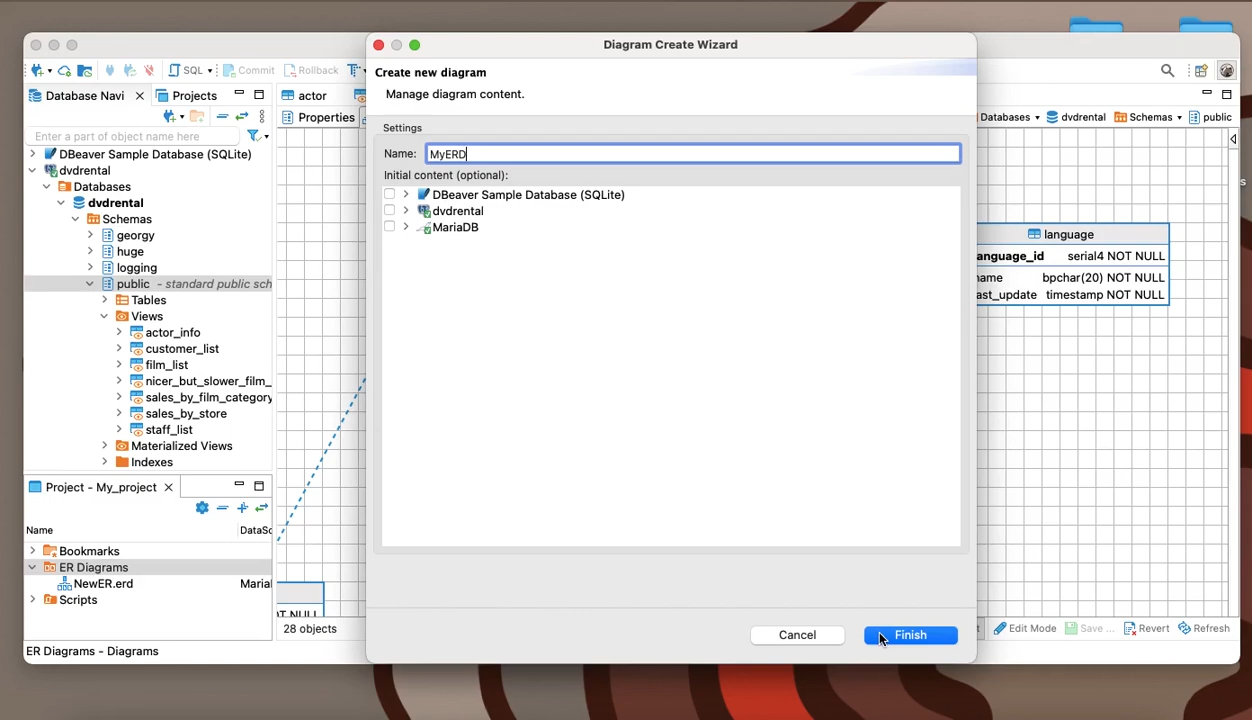 Diagram Create Wizard
SQL
Commit
Rollback
Create new diagram
Manage diagram content.
Database Navi
Projects
actor
Properties
Databases
dvdrental
Schemas
public
Enter a part of object name here
DBeaver Sample Database (SQLite)
dvdrental
Databases
dvdrental
Schemas
georgy
huge
logging
public - standard public sch
Tables
Views
actor_info
customer_list
film_list
nicer_but_slower_film_
sales_by_film_category
sales_by_store
staff_list
Materialized Views
Indexes
Settings
Name:
MyERD
Initial content (optional):
DBeaver Sample Database (SQLite)
dvdrental
MariaDB
language
anguage_id serial4 NOT NULL
ame bpchar(20) NOT NULL
ast_update timestamp NOT NULL
Project - My_project
Name
DataSc
Bookmarks
ER Diagrams
NewER.erd
Maria
Scripts
OT NULL
28 objects
Cancel
Finish
Edit Mode
Save ...
Revert
Refresh
ER Diagrams - Diagrams